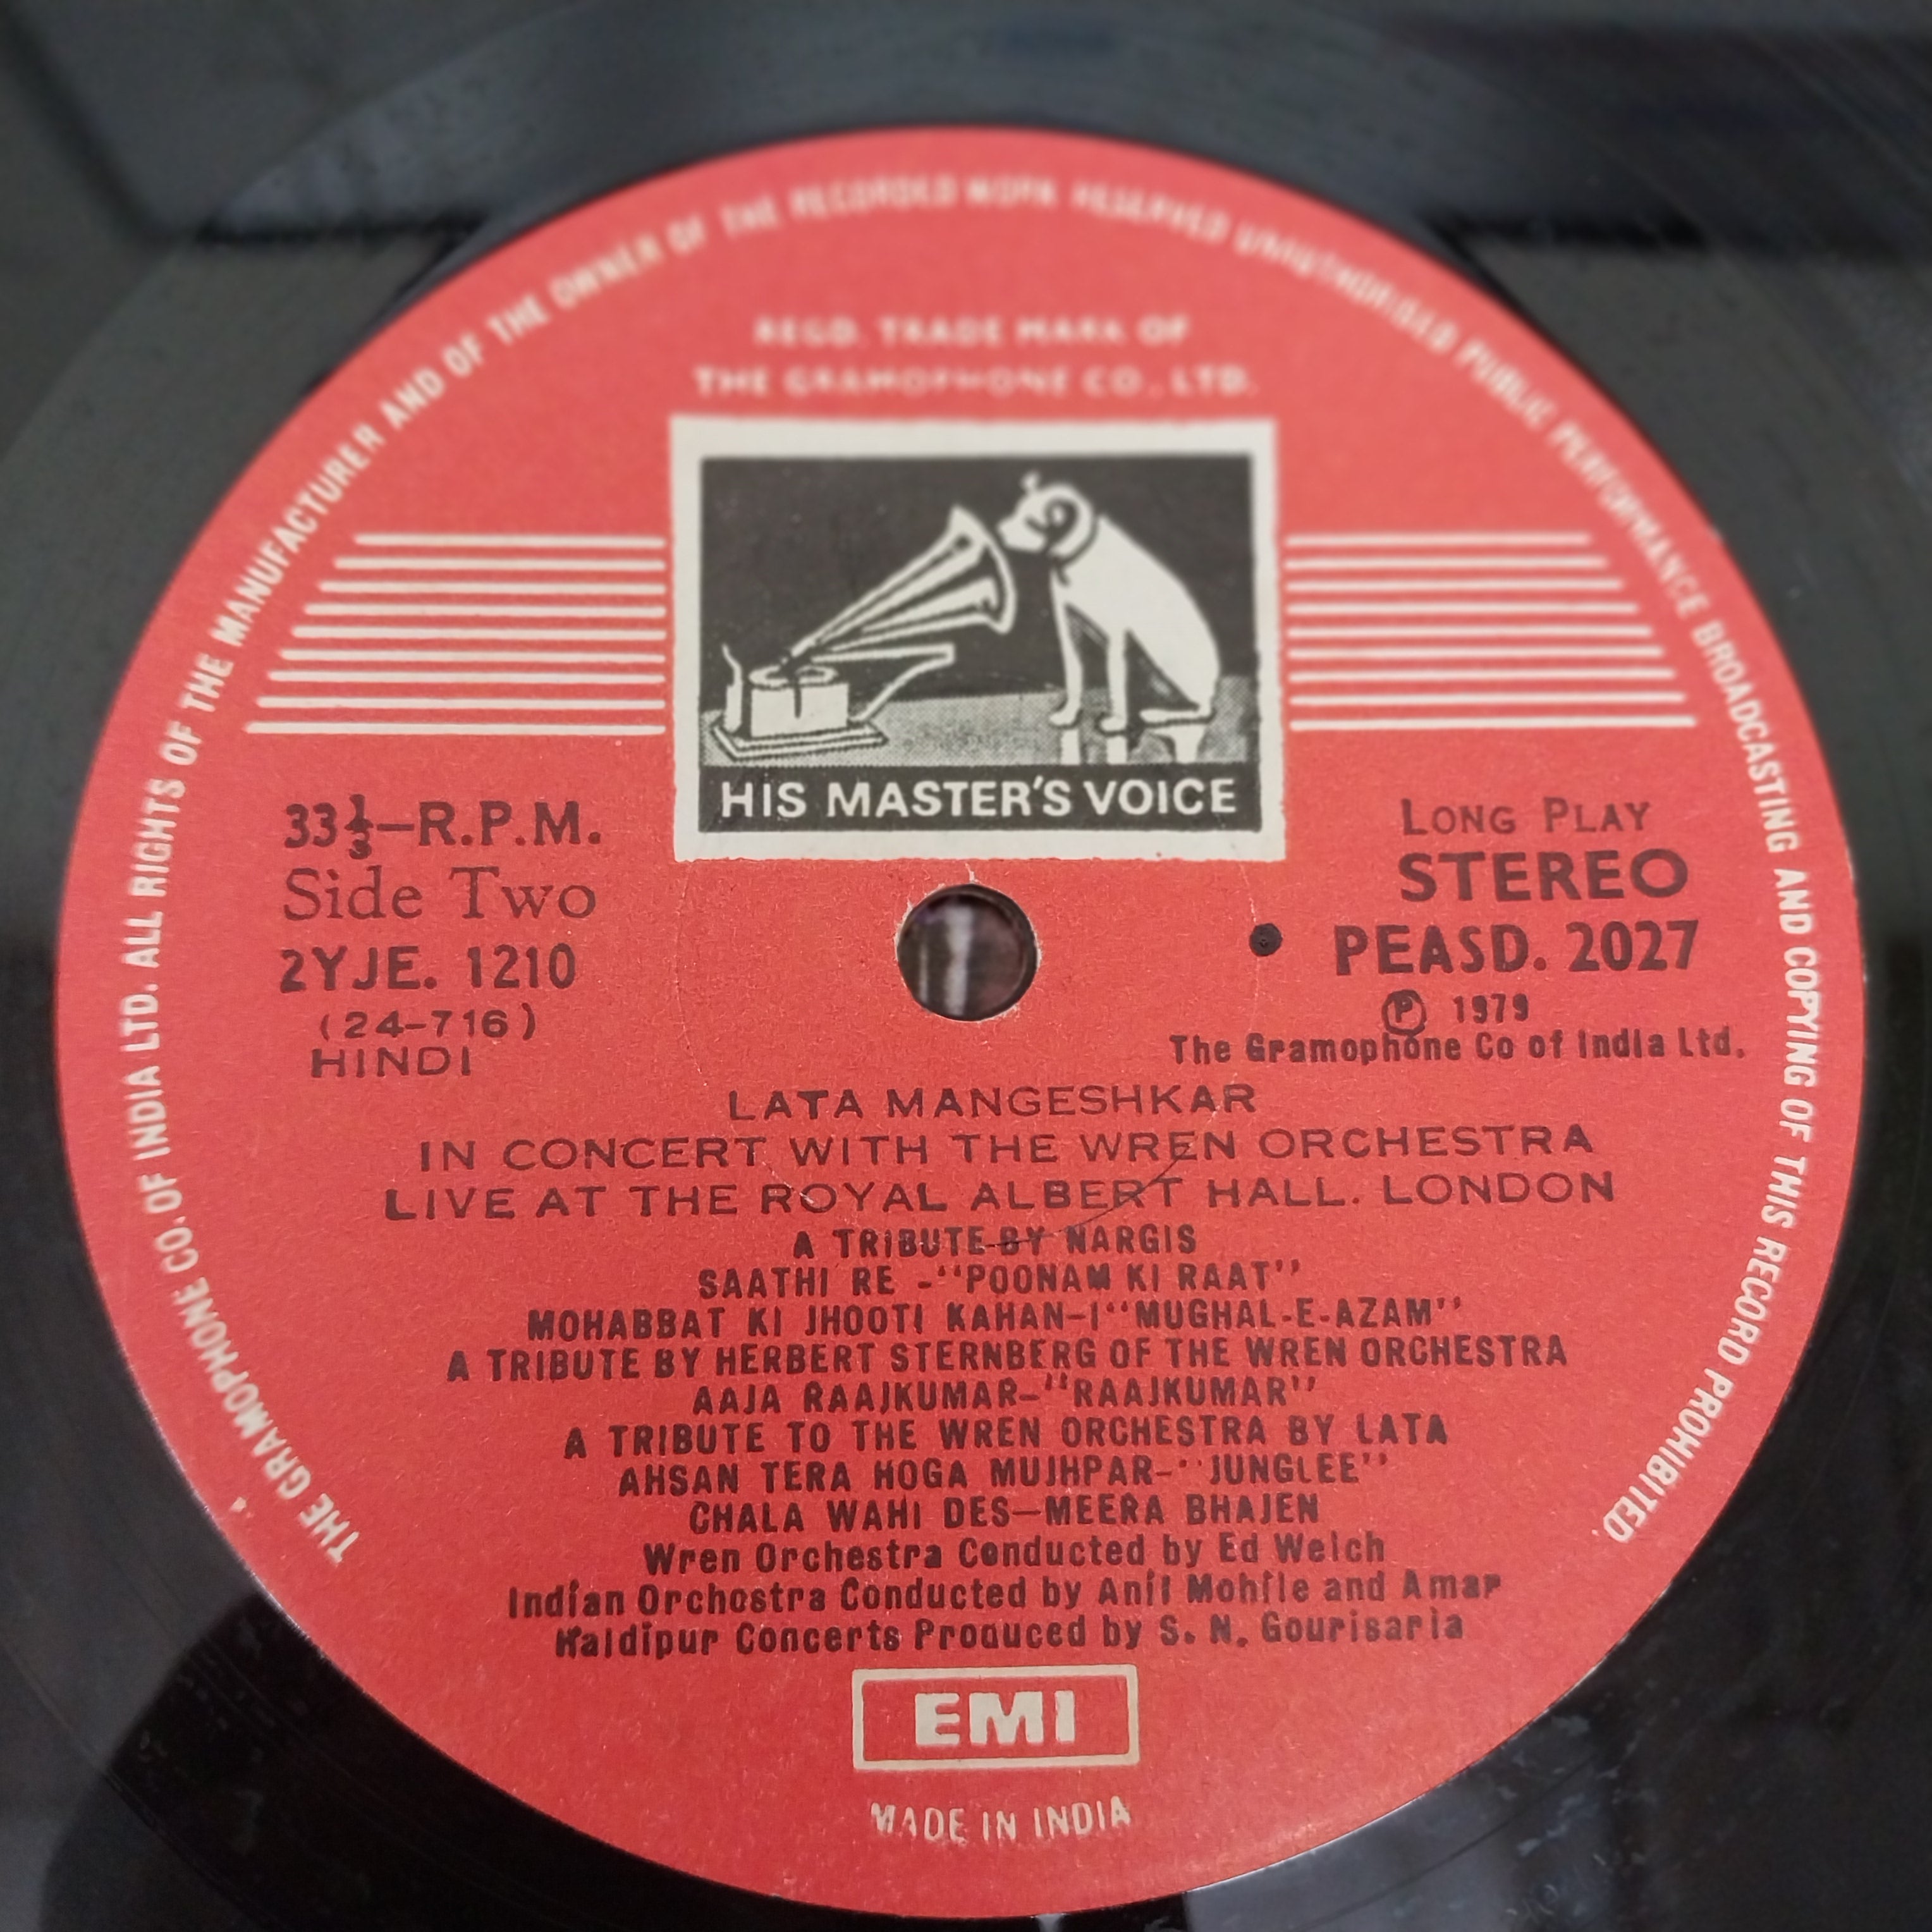 THE GRAMOPHONE CO. OF INDIA LTD. ALL RIGHTS OF THE MANUFACTURER AND OF THE OWNER OF THE RECORDED WORK RESERVED UNAUTHORISED PUBLIC PERFORMANCE BROADCASTING AND COPYING OF THIS RECORD PROHIBITED.
REGD. TRADE MARK OF
THE GRAMOPHONE CO., LTD.
HIS MASTER'S VOICE
33⅓–R.P.M.
Side Two
2YJE. 1210
(24-716)
HINDI
LONG PLAY
STEREO
PEASD. 2027
Ⓟ 1979
The Gramophone Co of India Ltd.
LATA MANGESHKAR
IN CONCERT WITH THE WREN ORCHESTRA
LIVE AT THE ROYAL ALBERT HALL. LONDON
A TRIBUTE BY NARGIS
SAATHI RE -"POONAM KI RAAT"
MOHABBAT KI JHOOTI KAHAN-I"MUGHAL-E-AZAM"
A TRIBUTE BY HERBERT STERNBERG OF THE WREN ORCHESTRA
AAJA RAAJKUMAR-"RAAJKUMAR"
A TRIBUTE TO THE WREN ORCHESTRA BY LATA
AHSAN TERA HOGA MUJHPAR-"JUNGLEE"
CHALA WAHI DES—MEERA BHAJEN
Wren Orchestra Conducted by Ed Welch
Indian Orchostra Conducted by Anil Mohile and Amar
Haldipur Concerts Produced by S. N. Gourisaria
EMI
MADE IN INDIA